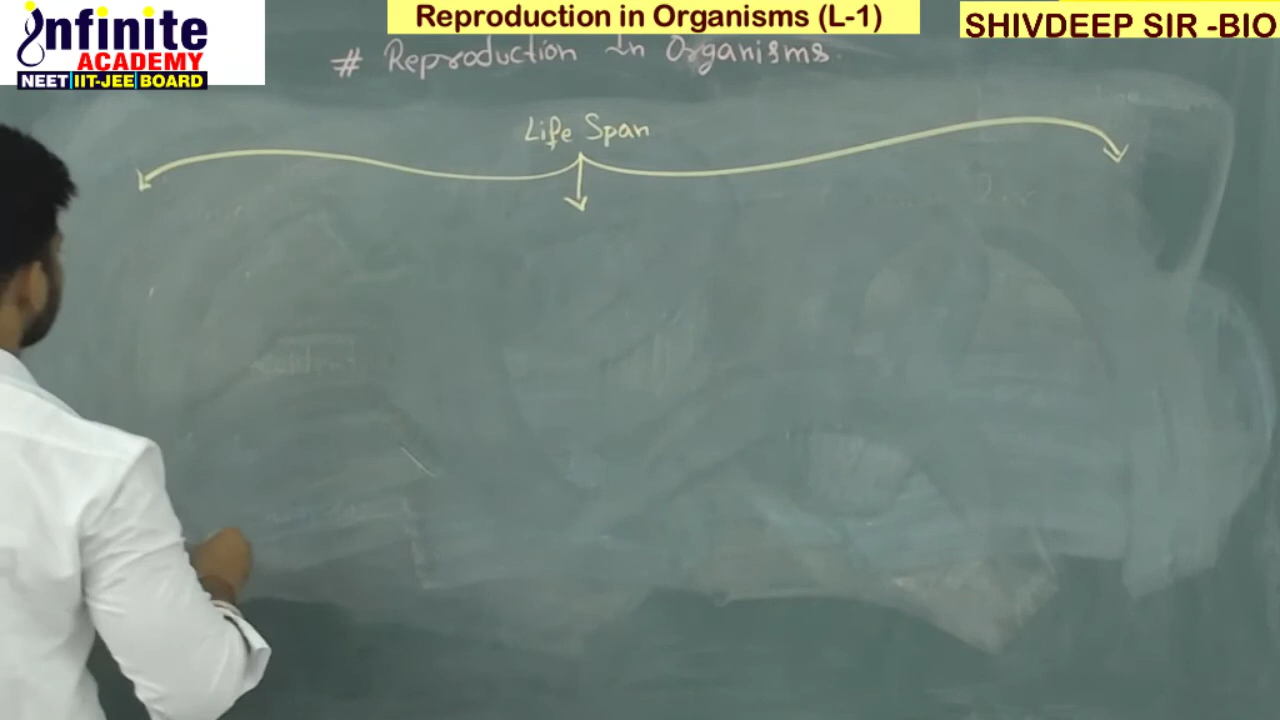 infinite
ACADEMY
NEET IIT-JEE BOARD
Reproduction in Organisms (L-1)
SHIVDEEP SIR -BIO
# Reproduction in Organisms.
Life Span